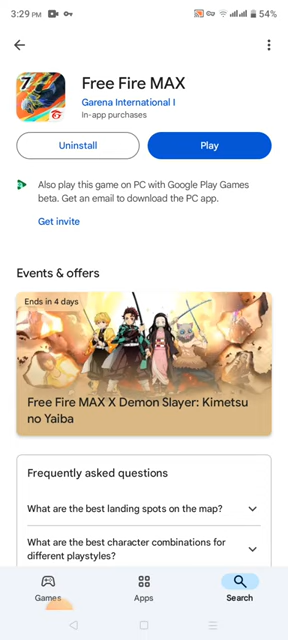 3:29 PM
54%
7
Free Fire MAX
Garena International I
In-app purchases
Uninstall
Play
Also play this game on PC with Google Play Games
beta. Get an email to download the PC app.
Get invite
Events & offers
Ends in 4 days
Free Fire MAX X Demon Slayer: Kimetsu
no Yaiba
Frequently asked questions
What are the best landing spots on the map?
What are the best character combinations for
different playstyles?
Games
Apps
Search